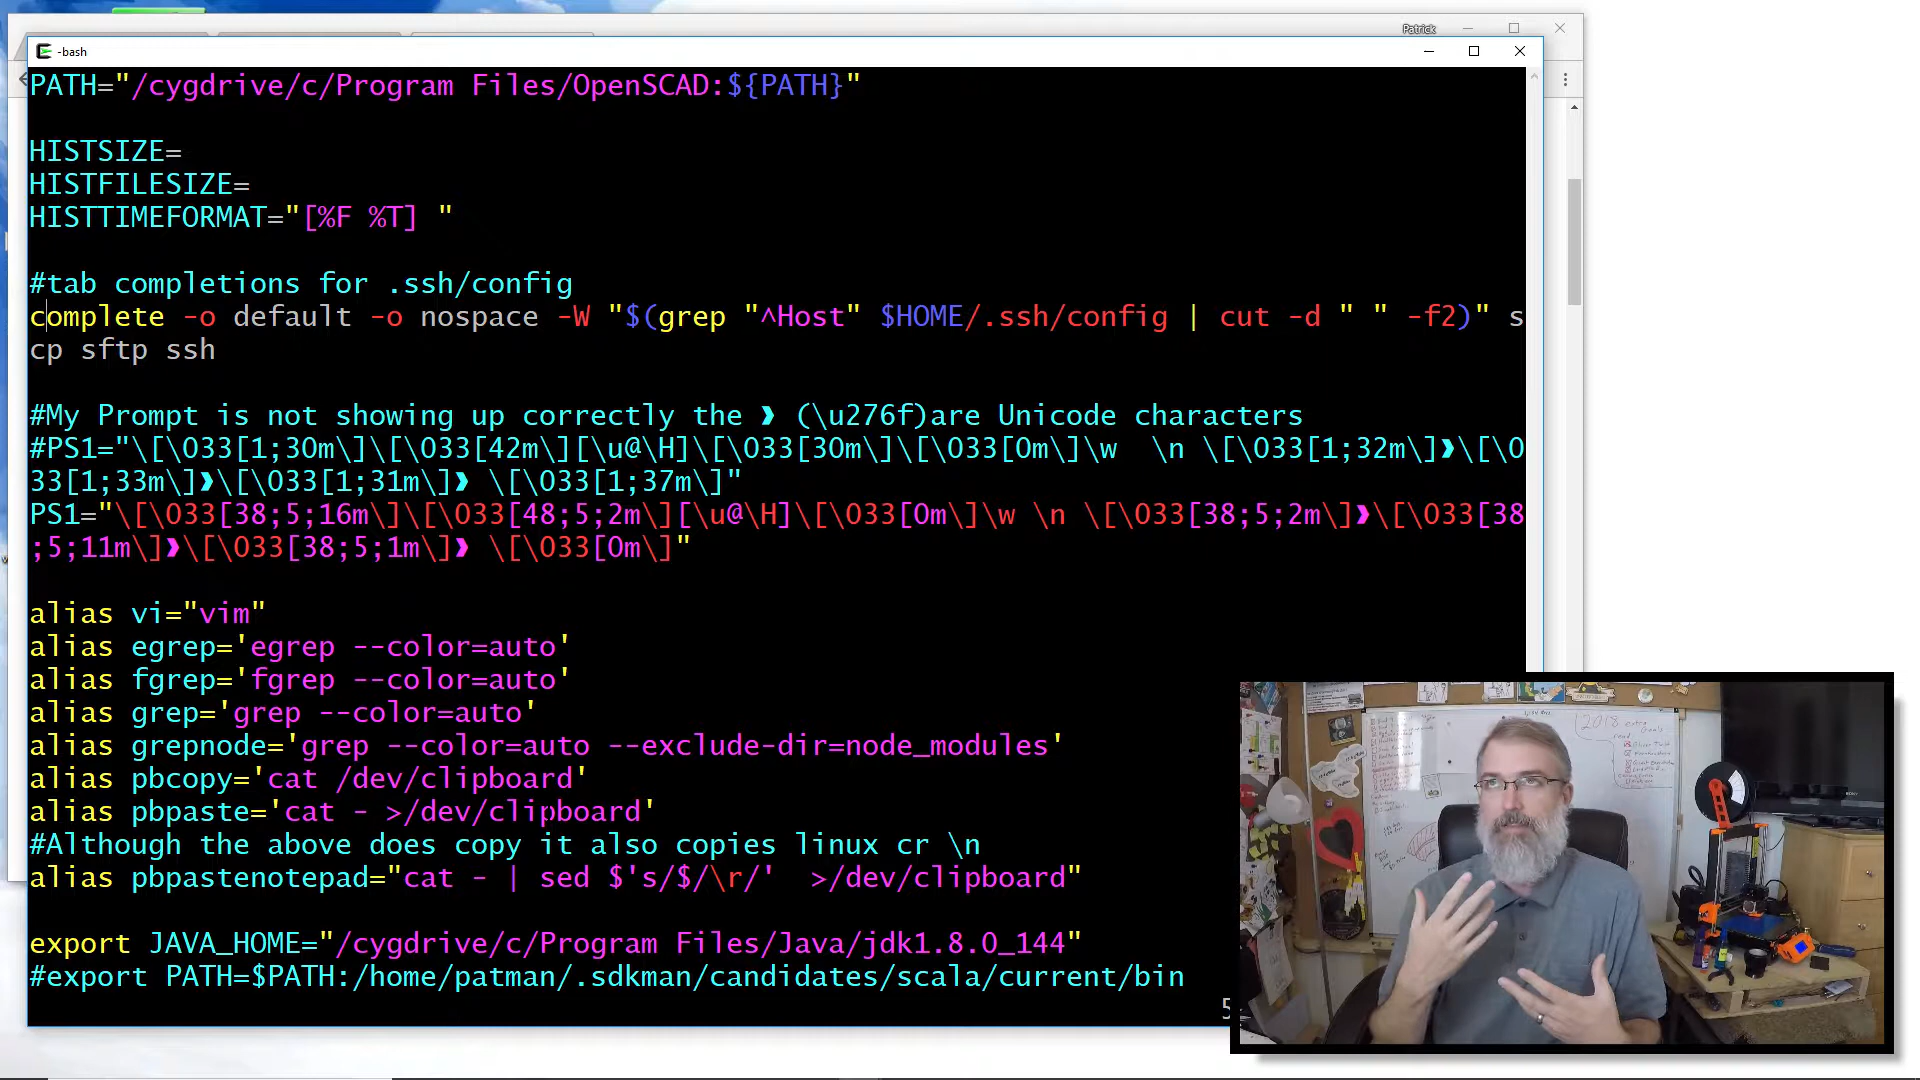 Patrick
-bash
PATH="/cygdrive/c/Program Files/OpenSCAD:${PATH}"
HISTSIZE=
HISTFILESIZE=
HISTTIMEFORMAT="[%F %T] "
#tab completions for .ssh/config
complete -o default -o nospace -W "$(grep "^Host" $HOME/.ssh/config | cut -d " " -f2)" s
cp sftp ssh
#My Prompt is not showing up correctly the ❯ (\u276f)are Unicode characters
#PS1="\[\033[1;30m\]\[\033[42m\][\u@\H]\[\033[30m\]\[\033[0m\]\w  \n \[\033[1;32m\]❯\[\0
33[1;33m\]❯\[\033[1;31m\]❯ \[\033[1;37m\]"
PS1="\[\033[38;5;16m\]\[\033[48;5;2m\][\u@\H]\[\033[0m\]\w \n \[\033[38;5;2m\]❯\[\033[38
;5;11m\]❯\[\033[38;5;1m\]❯ \[\033[0m\]"
alias vi="vim"
alias egrep='egrep --color=auto'
alias fgrep='fgrep --color=auto'
alias grep='grep --color=auto'
alias grepnode='grep --color=auto --exclude-dir=node_modules'
alias pbcopy='cat /dev/clipboard'
alias pbpaste='cat - >/dev/clipboard'
#Although the above does copy it also copies linux cr \n
alias pbpastenotepad="cat - | sed $'s/$/\r/'  >/dev/clipboard"
export JAVA_HOME="/cygdrive/c/Program Files/Java/jdk1.8.0_144"
#export PATH=$PATH:/home/patman/.sdkman/candidates/scala/current/bin
5
2018